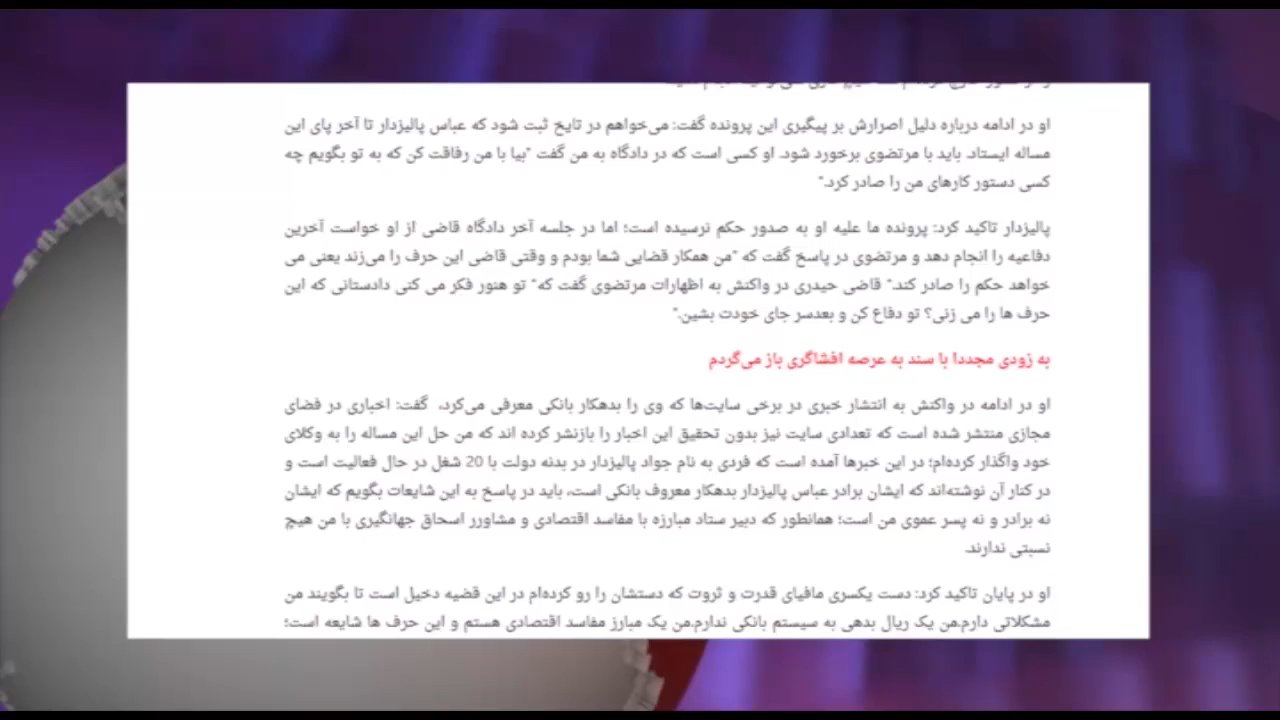 او در ادامه درباره دلیل اصرارش بر پیگیری این پرونده گفت: می‌خواهم در تایخ ثبت شود که عباس پالیزدار تا آخر پای این
مساله ایستاد. باید با مرتضوی برخورد شود. او کسی است که در دادگاه به من گفت "بیا با من رفاقت کن که به تو بگویم چه
کسی دستور کارهای من را صادر کرد."
پالیزدار تاکید کرد: پرونده ما علیه او به صدور حکم نرسیده است؛ اما در جلسه آخر دادگاه قاضی از او خواست آخرین
دفاعیه را انجام دهد و مرتضوی در پاسخ گفت که "من همکار قضایی شما بودم و وقتی قاضی این حرف را می‌زند یعنی می
خواهد حکم را صادر کند." قاضی حیدری در واکنش به اظهارات مرتضوی گفت که" تو هنور فکر می کنی دادستانی که این
حرف ها را می زنی؟ تو دفاع کن و بعدسر جای خودت بشین."
به زودی مجددا با سند به عرصه افشاگری باز می‌گردم
او در ادامه در واکنش به انتشار خبری در برخی سایت‌ها که وی را بدهکار بانکی معرفی می‌کرد، گفت: اخباری در فضای
مجازی منتشر شده است که تعدادی سایت نیز بدون تحقیق این اخبار را بازنشر کرده اند که من حل این مساله را به وکلای
خود واگذار کرده‌ام؛ در این خبرها آمده است که فردی به نام جواد پالیزدار در بدنه دولت با 20 شغل در حال فعالیت است و
در کنار آن نوشته‌اند که ایشان برادر عباس پالیزدار بدهکار معروف بانکی است، باید در پاسخ به این شایعات بگویم که ایشان
نه برادر و نه پسر عموی من است؛ همانطور که دبیر ستاد مبارزه با مفاسد اقتصادی و مشاورر اسحاق جهانگیری با من هیچ
نسبتی ندارند.
او در پایان تاکید کرد: دست یکسری مافیای قدرت و ثروت که دستشان را رو کرده‌ام در این قضیه دخیل است تا بگویند من
مشکلاتی دارم.من یک ریال بدهی به سیستم بانکی ندارم.من یک مبارز مفاسد اقتصادی هستم و این حرف ها شایعه است؛